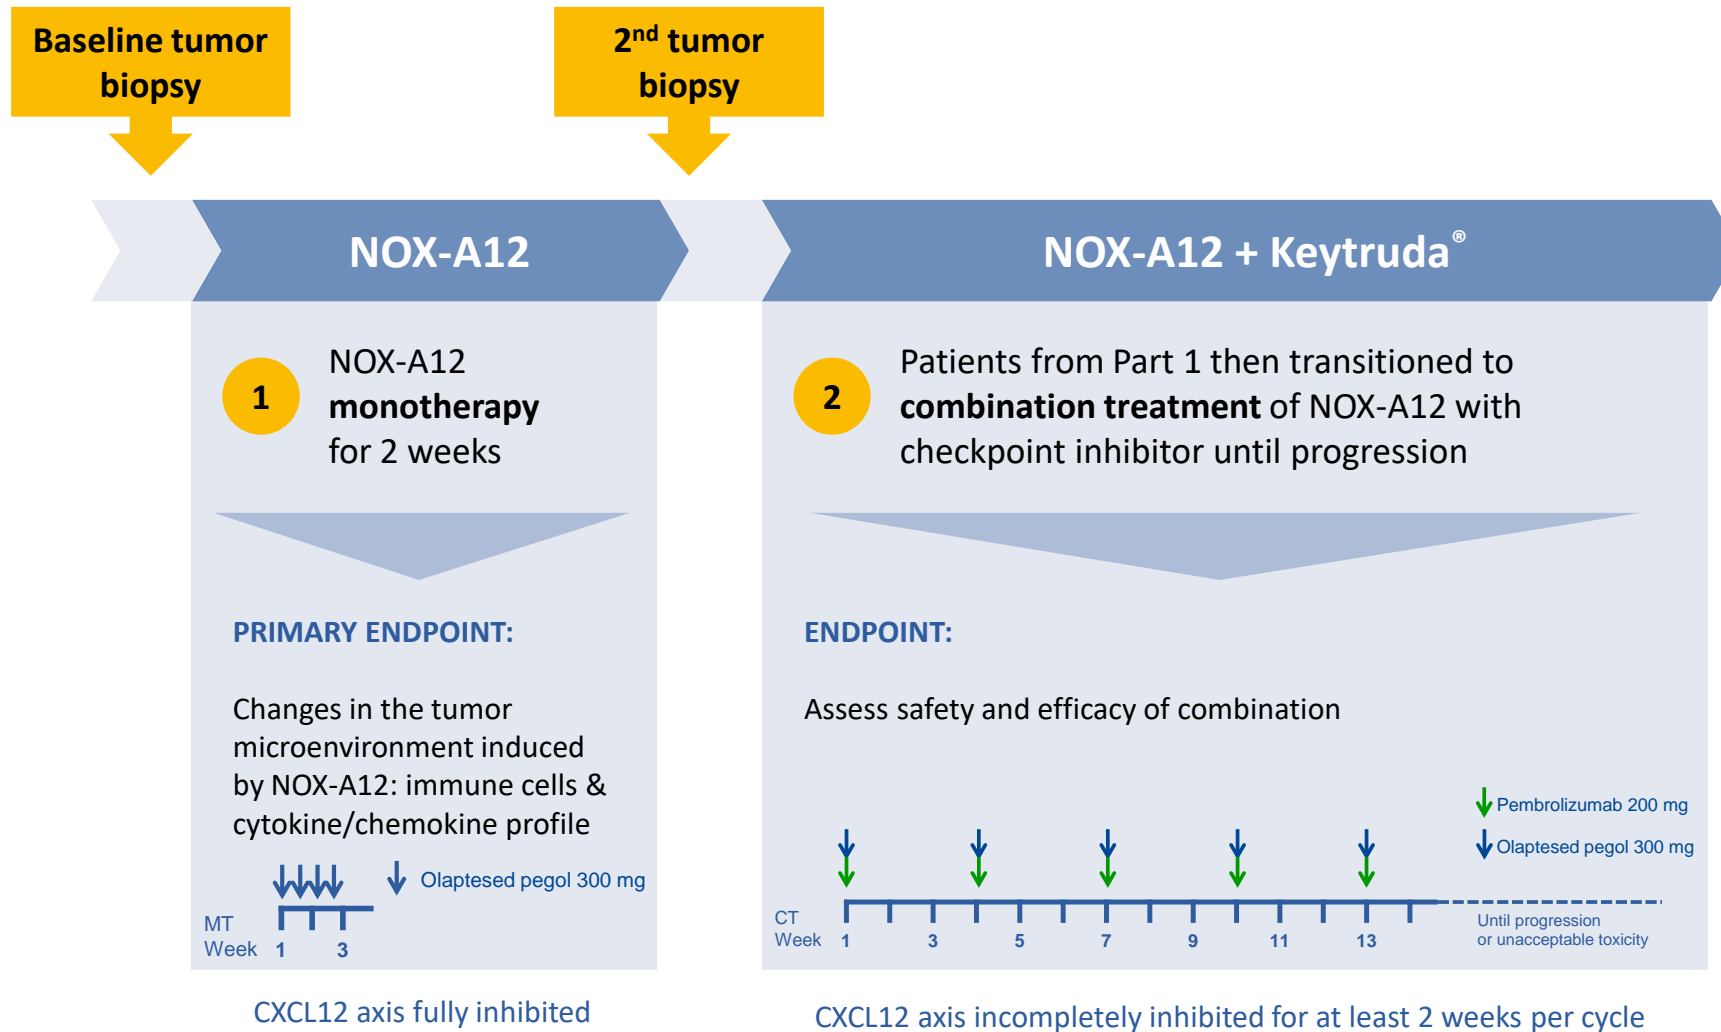 Baseline tumor
biopsy
2nd tumor
biopsy
NOX-A12
NOX-A12 + Keytruda®
1
NOX-A12
monotherapy
for 2 weeks
2
Patients from Part 1 then transitioned to
combination treatment of NOX-A12 with
checkpoint inhibitor until progression
PRIMARY ENDPOINT:
Changes in the tumor
microenvironment induced
by NOX-A12: immune cells &
cytokine/chemokine profile
Olaptesed pegol 300 mg
MT
Week 1 3
ENDPOINT:
Assess safety and efficacy of combination
Pembrolizumab 200 mg
Olaptesed pegol 300 mg
CT
Week 1 3 5 7 9 11 13
Until progression
or unacceptable toxicity
CXCL12 axis fully inhibited
CXCL12 axis incompletely inhibited for at least 2 weeks per cycle